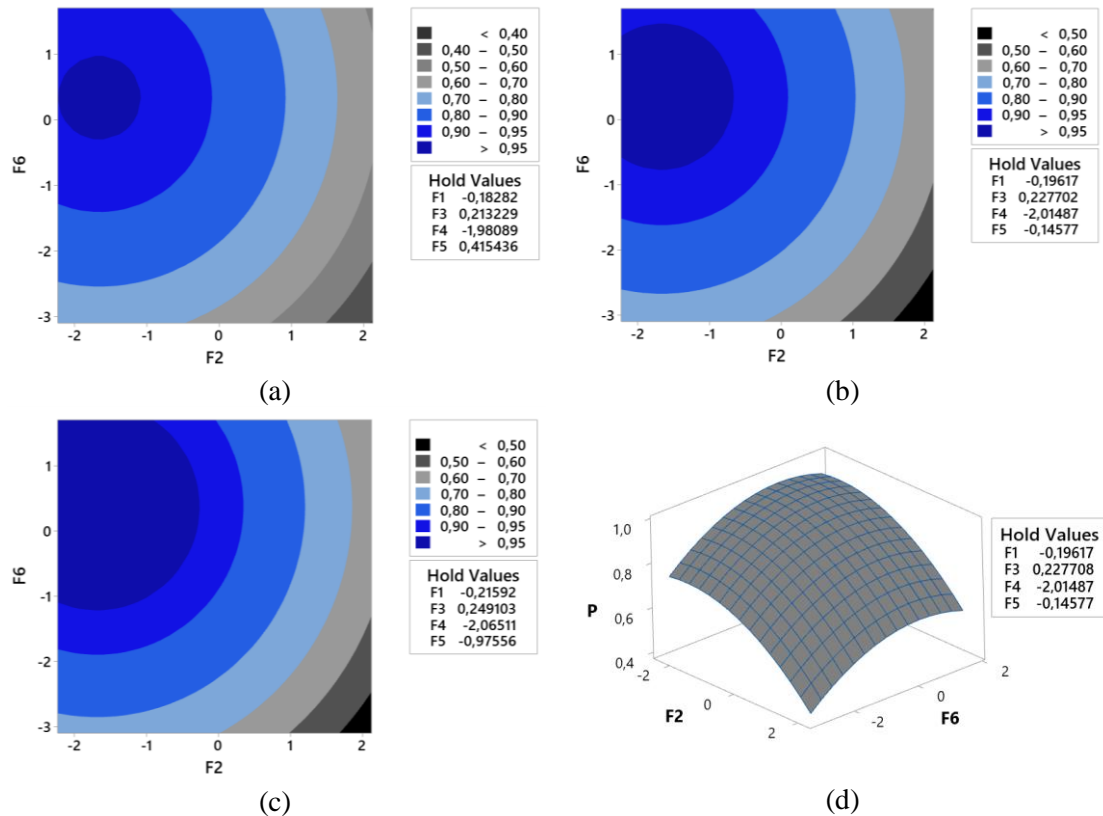 1
0
-1
-2
-3
F6
-2
-1
0
1
2
F2
< 0,40
0,40 – 0,50
0,50 – 0,60
0,60 – 0,70
0,70 – 0,80
0,80 – 0,90
0,90 – 0,95
> 0,95
Hold Values
F1 -0,18282
F3 0,213229
F4 -1,98089
F5 0,415436
(a)
1
0
-1
-2
-3
F6
-2
-1
0
1
2
F2
< 0,50
0,50 – 0,60
0,60 – 0,70
0,70 – 0,80
0,80 – 0,90
0,90 – 0,95
> 0,95
Hold Values
F1 -0,19617
F3 0,227702
F4 -2,01487
F5 -0,14577
(b)
1
0
-1
-2
-3
F6
-2
-1
0
1
2
F2
< 0,50
0,50 – 0,60
0,60 – 0,70
0,70 – 0,80
0,80 – 0,90
0,90 – 0,95
> 0,95
Hold Values
F1 -0,21592
F3 0,249103
F4 -2,06511
F5 -0,97556
(c)
1,0
0,8
0,6
0,4
P
-2
0
2
F2
-2
0
2
F6
Hold Values
F1 -0,19617
F3 0,227708
F4 -2,01487
F5 -0,14577
(d)